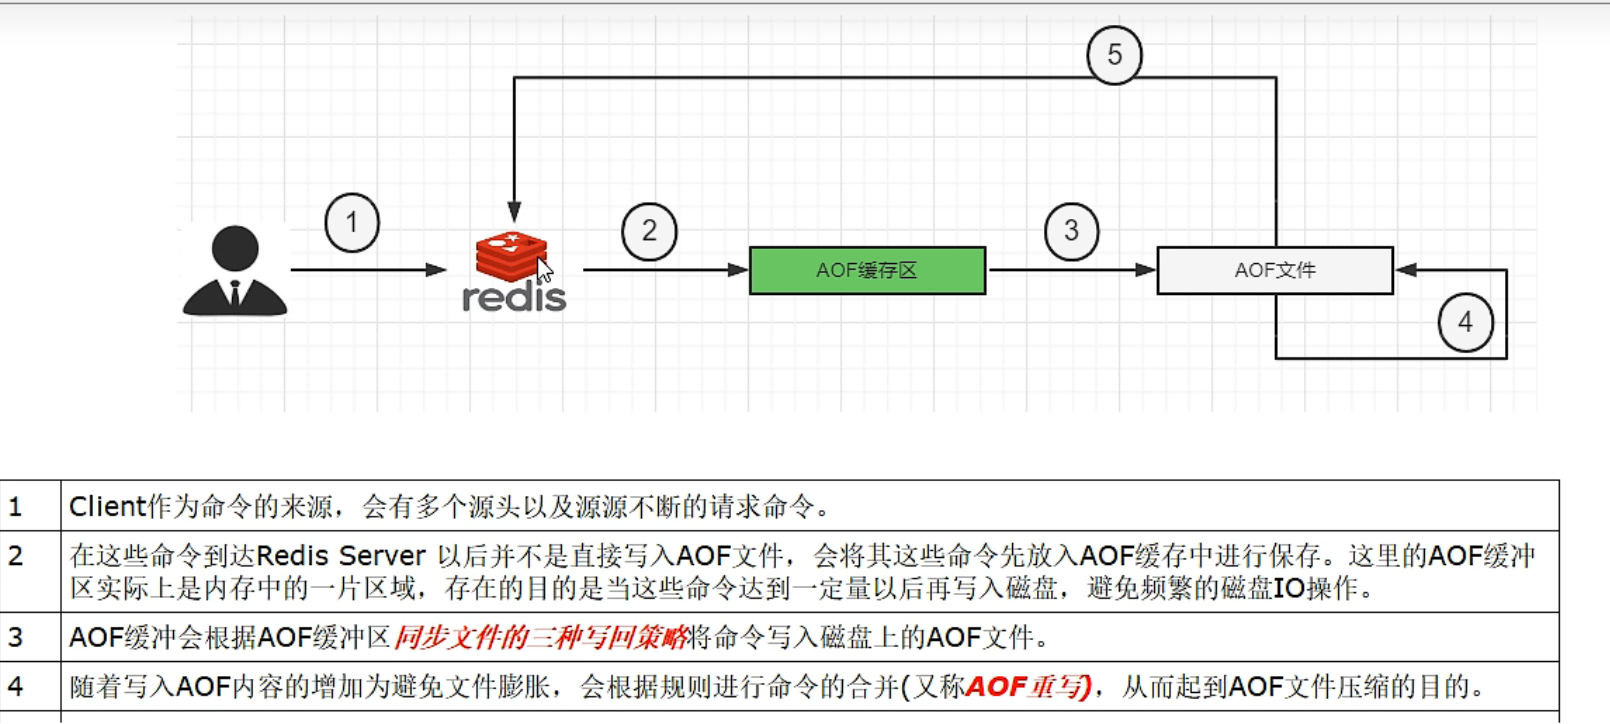 5
1
2
3
redis
AOF缓存区
AOF文件
4
1 Client作为命令的来源，会有多个源头以及源源不断的请求命令。
2 在这些命令到达Redis Server 以后并不是直接写入AOF文件，会将其这些命令先放入AOF缓存中进行保存。这里的AOF缓冲
区实际上是内存中的一片区域，存在的目的是当这些命令达到一定量以后再写入磁盘，避免频繁的磁盘IO操作。
3 AOF缓冲会根据AOF缓冲区同步文件的三种写回策略将命令写入磁盘上的AOF文件。
4 随着写入AOF内容的增加为避免文件膨胀，会根据规则进行命令的合并(又称AOF重写)，从而起到AOF文件压缩的目的。